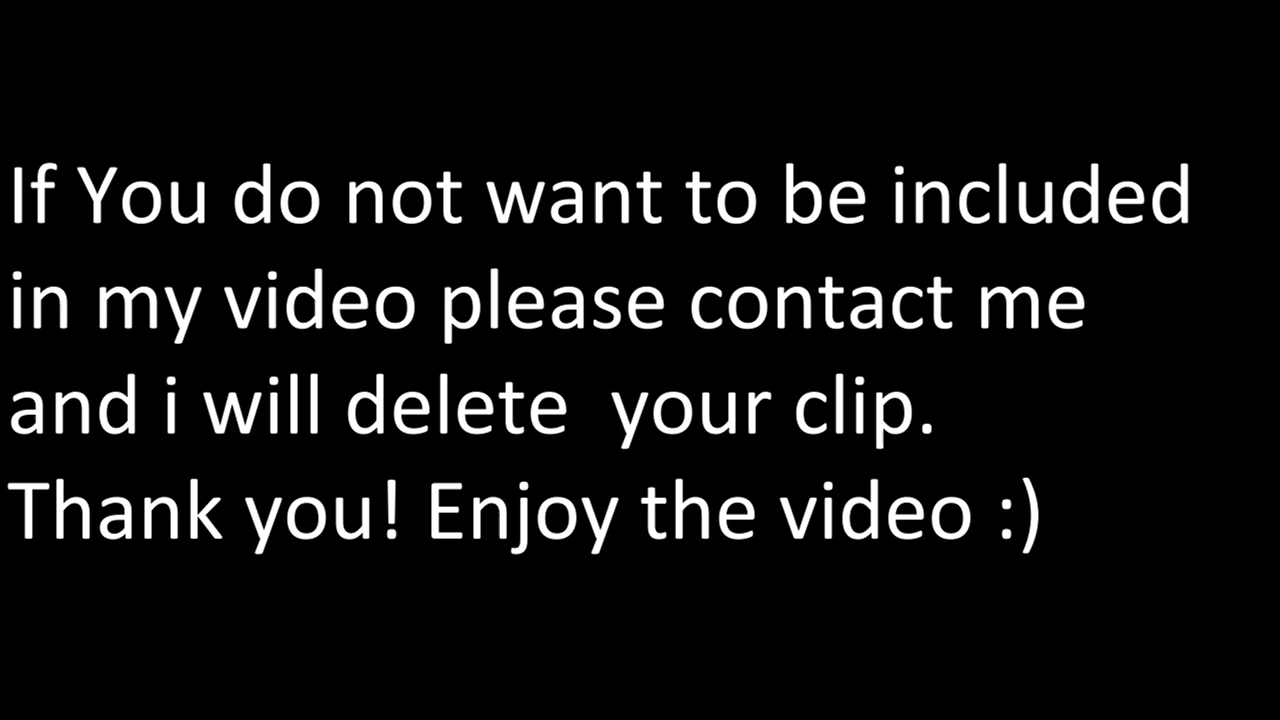 If You do not want to be included
in my video please contact me
and i will delete  your clip.
Thank you! Enjoy the video :)